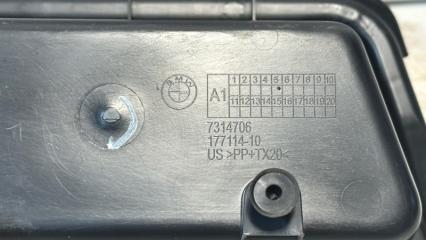 BMW
A1 1 2 3 4 5 6 7 8 9 10
11 12 13 14 15 16 17 18 19 20
7314706
177114-10
US >PP+TX20<